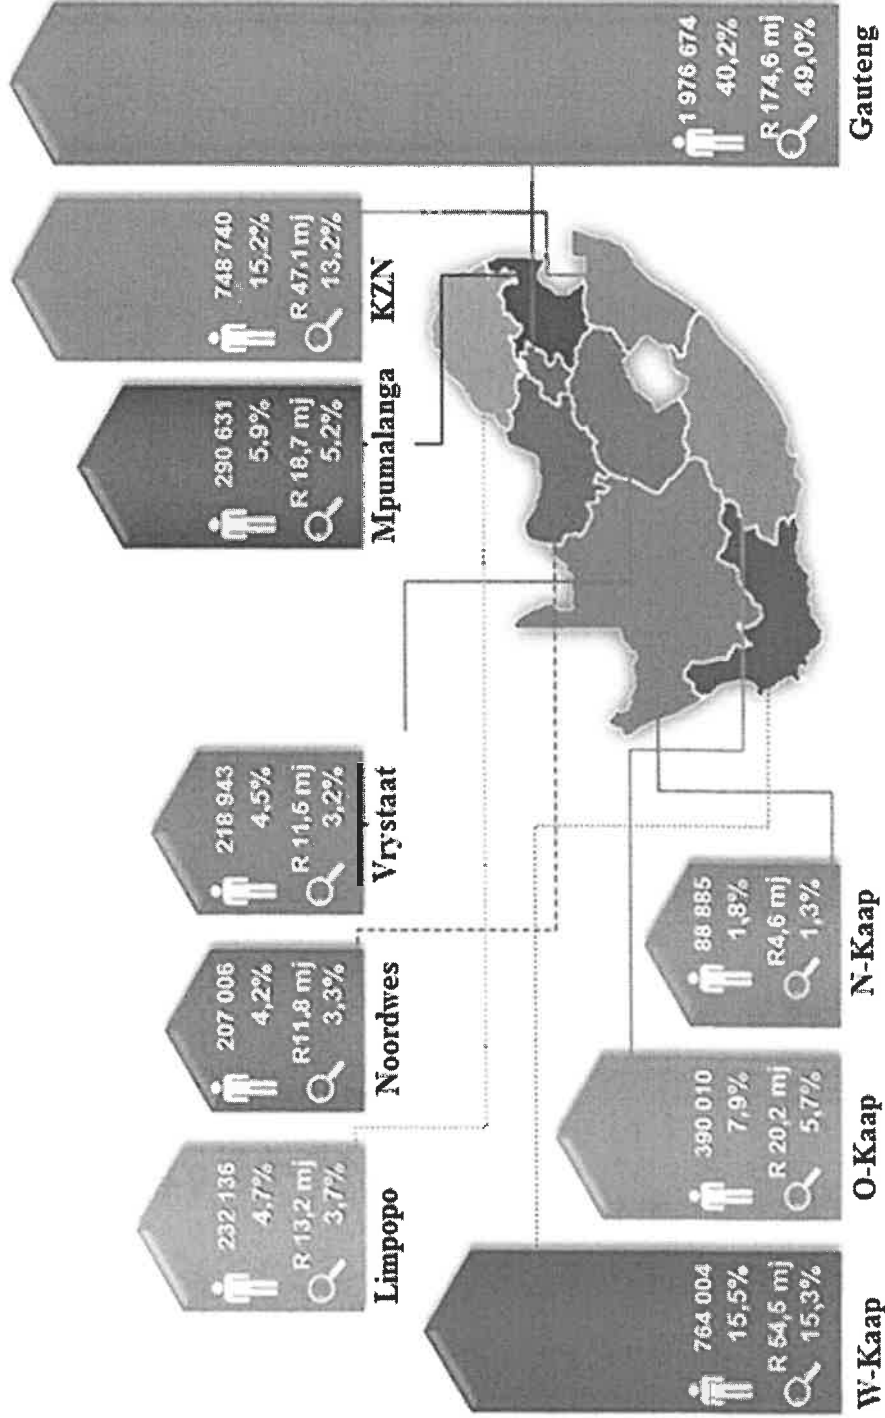 232 136
4,7%
R 13,2 mj
3,7%
Limpopo
207 006
4,2%
R11.8 mj
3,3%
Noordwes
218 943
4,5%
R 11,5 mj
3,2%
Vrystaat
290 631
5,9%
R 18,7 mj
5,2%
Mpumalanga
748 740
15,2%
R 47,1 mj
13,2%
KZN
764 004
15,5%
R 54,5 mj
15,3%
W-Kaap
390 010
7,9%
R 20,2 mj
5,7%
O-Kaap
88 885
1,8%
R4,6 mj
1,3%
N-Kaap
1 976 674
40,2%
R 174,6 mj
49,0%
Gauteng